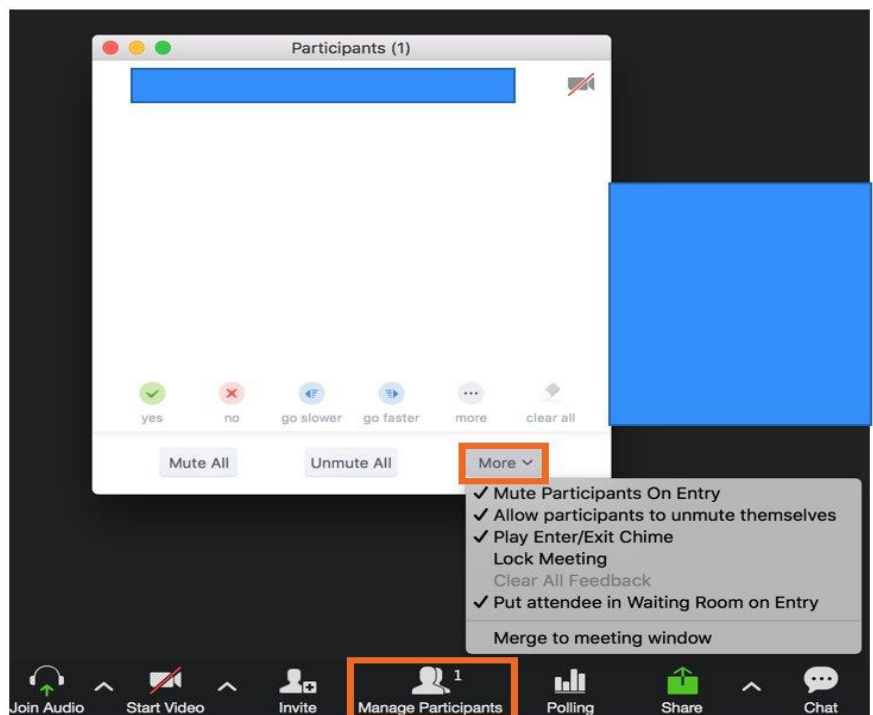 Participants (1)
yes no go slower go faster more clear all
Mute All Unmute All More
Mute Participants On Entry
Allow participants to unmute themselves
Play Enter/Exit Chime
Lock Meeting
Clear All Feedback
Put attendee in Waiting Room on Entry
Merge to meeting window
1
Join Audio Start Video Invite Manage Participants Polling Share Chat